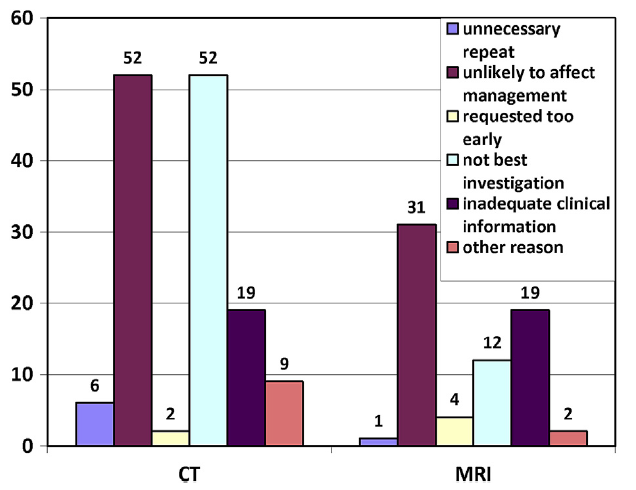 60
50
40
30
20
10
0
6
52
2
52
19
9
1
31
4
12
19
2
CT
MRI
unnecessary
repeat
unlikely to affect
management
requested too
early
not best
investigation
inadequate clinical
information
other reason